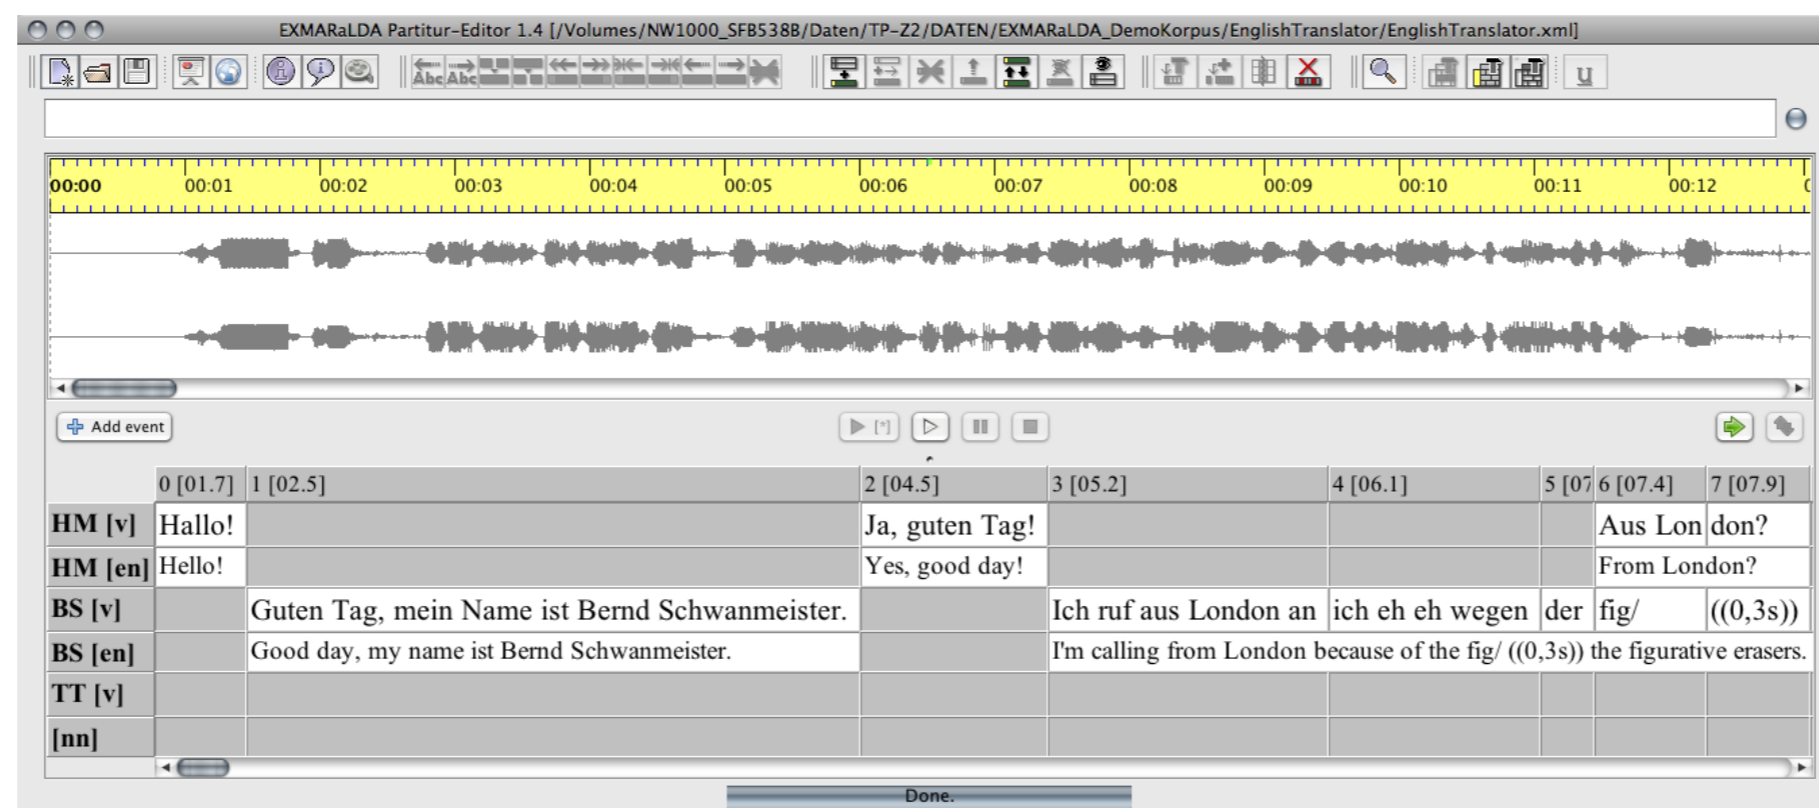 EXMARaLDA Partitur-Editor 1.4 [/Volumes/NW1000_SFB538B/Daten/TP-Z2/DATEN/EXMARaLDA_DemoKorpus/EnglishTranslator/EnglishTranslator.xml]
Abc Abc
u
00:00 00:01 00:02 00:03 00:04 00:05 00:06 00:07 00:08 00:09 00:10 00:11 00:12
Add event
[*]
0 [01.7] 1 [02.5] 2 [04.5] 3 [05.2] 4 [06.1] 5 [07 6 [07.4] 7 [07.9]
HM [v] Hallo! Ja, guten Tag! Aus Lon don?
HM [en] Hello! Yes, good day! From London?
BS [v] Guten Tag, mein Name ist Bernd Schwanmeister. Ich ruf aus London an ich eh eh wegen der fig/ ((0,3s))
BS [en] Good day, my name ist Bernd Schwanmeister. I'm calling from London because of the fig/ ((0,3s)) the figurative erasers.
TT [v]
[nn]
Done.